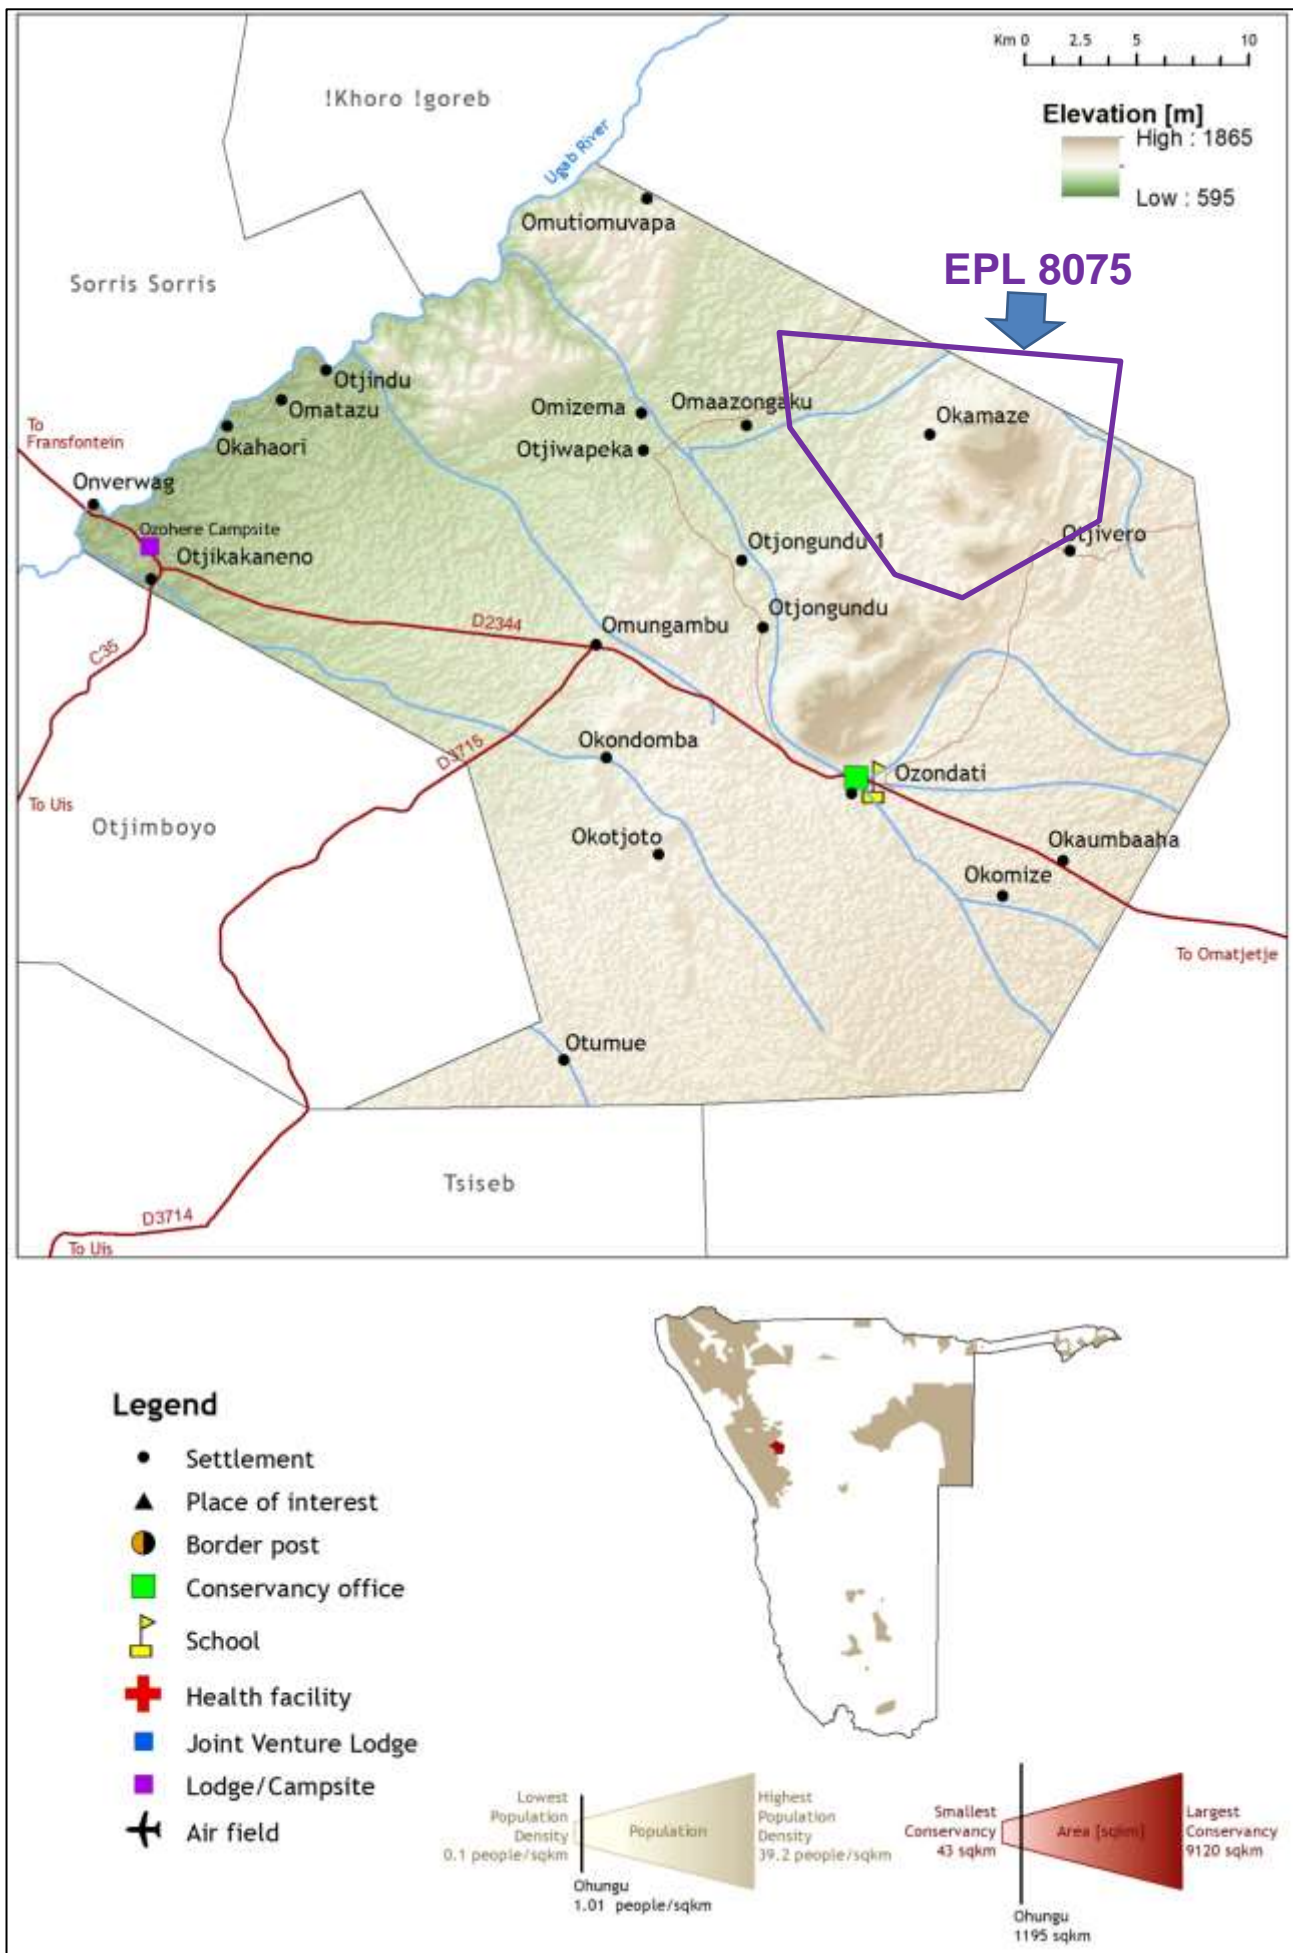 Km 0 2.5 5 10
!Khoro !goreb
Elevation [m]
High : 1865
Low : 595
Ugab River
Omutiomuvapa
EPL 8075
Sorris Sorris
Otjindu
Omatazu
Okahaori
Omizema
Omaazongaku
Okamaze
Otjiwapeka
To
Fransfontein
Onverwag
Ozohere Campsite
Otjikakaneno
Otjongundu 1
Otjivero
Otjongundu
D2344
Omungambu
C35
D3715
Okondomba
Ozondati
To Uis
Otjimboyo
Okotjoto
Okaumbaaha
Okomize
To Omatjetje
Otumue
Tsiseb
D3714
To Uis
Legend
Settlement
Place of interest
Border post
Conservancy office
School
Health facility
Joint Venture Lodge
Lodge/Campsite
Air field
Lowest
Population
Density
0.1 people/sqkm
Population
Highest
Population
Density
39.2 people/sqkm
Ohungu
1.01 people/sqkm
Smallest
Conservancy
43 sqkm
Area [sqkm]
Largest
Conservancy
9120 sqkm
Ohungu
1195 sqkm